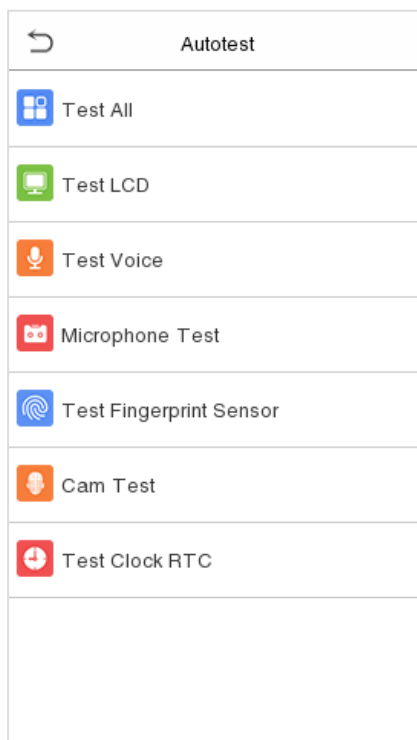 Autotest
Test All
Test LCD
Test Voice
Microphone Test
Test Fingerprint Sensor
Cam Test
Test Clock RTC